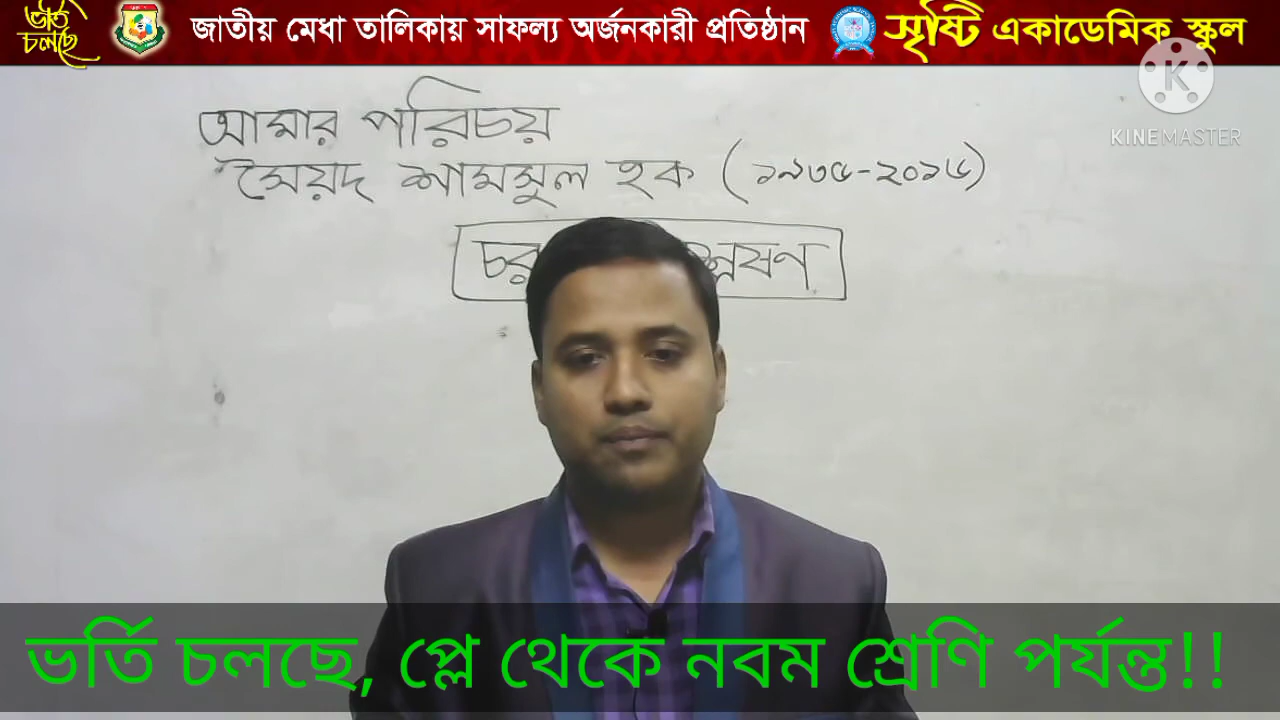 ভর্তি চলছে
জাতীয় মেধা তালিকায় সাফল্য অর্জনকারী প্রতিষ্ঠান
সৃষ্টি একাডেমিক স্কুল
KINEMASTER
আমার পরিচয়
সৈয়দ শামসুল হক (১৯৩৫-২০১৬)
ভর্তি চলছে, প্লে থেকে নবম শ্রেণি পর্যন্ত!!